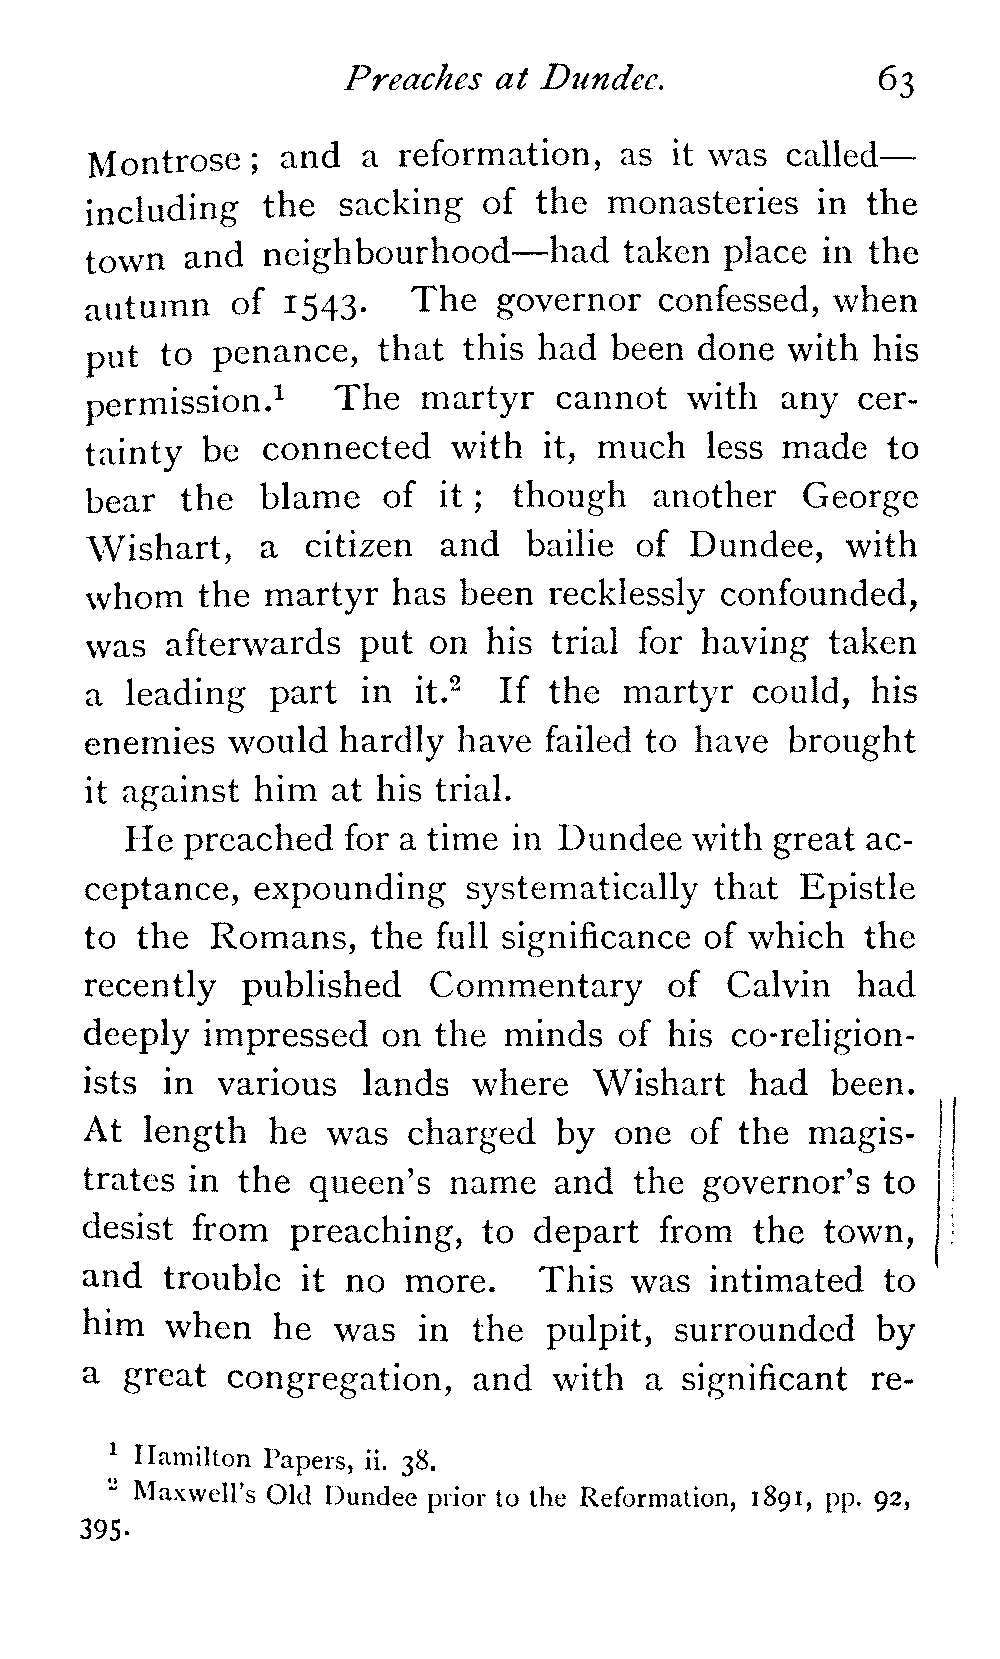 Preaches at Dundee. 63
Montrose ; and a reformation, as it was called—
including the sacking of the monasteries in the
town and neighbourhood—had taken place in the
autumn of 1543. The governor confessed, when
put to penance, that this had been done with his
permission.¹ The martyr cannot with any cer-
tainty be connected with it, much less made to
bear the blame of it ; though another George
Wishart, a citizen and bailie of Dundee, with
whom the martyr has been recklessly confounded,
was afterwards put on his trial for having taken
a leading part in it.² If the martyr could, his
enemies would hardly have failed to have brought
it against him at his trial.
He preached for a time in Dundee with great ac-
ceptance, expounding systematically that Epistle
to the Romans, the full significance of which the
recently published Commentary of Calvin had
deeply impressed on the minds of his co-religion-
ists in various lands where Wishart had been.
At length he was charged by one of the magis-
trates in the queen's name and the governor's to
desist from preaching, to depart from the town,
and trouble it no more. This was intimated to
him when he was in the pulpit, surrounded by
a great congregation, and with a significant re-
¹ Hamilton Papers, ii. 38.
² Maxwell's Old Dundee prior to the Reformation, 1891, pp. 92,
395.